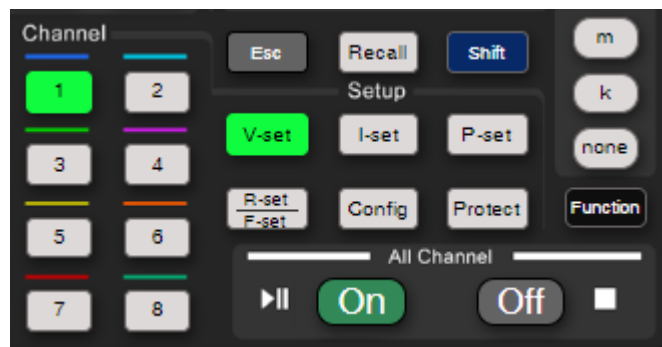 Channel
1
2
3
4
5
6
7
8
Esc
Recall
Shift
Setup
V-set
I-set
P-set
R-set
F-set
Config
Protect
m
k
none
Function
All Channel
On
Off